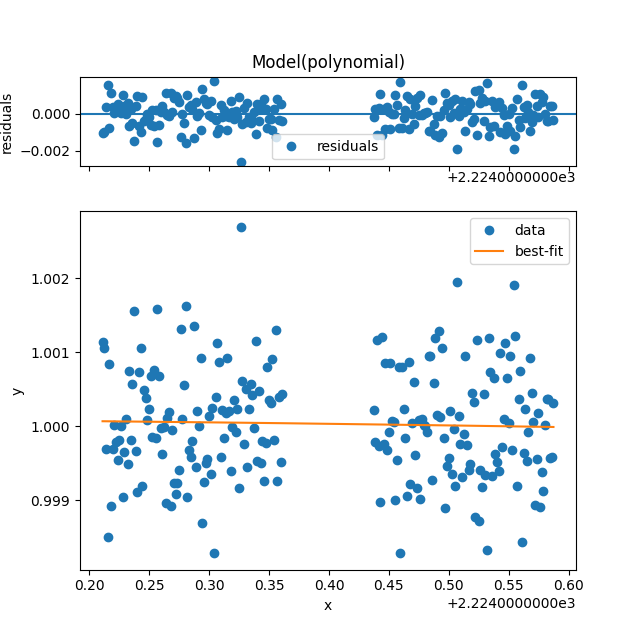 Model(polynomial)
residuals
0.000
−0.002
residuals
+2.2240000000e3
y
1.002
1.001
1.000
0.999
data
best-fit
0.20 0.25 0.30 0.35 0.40 0.45 0.50 0.55 0.60
x
+2.2240000000e3